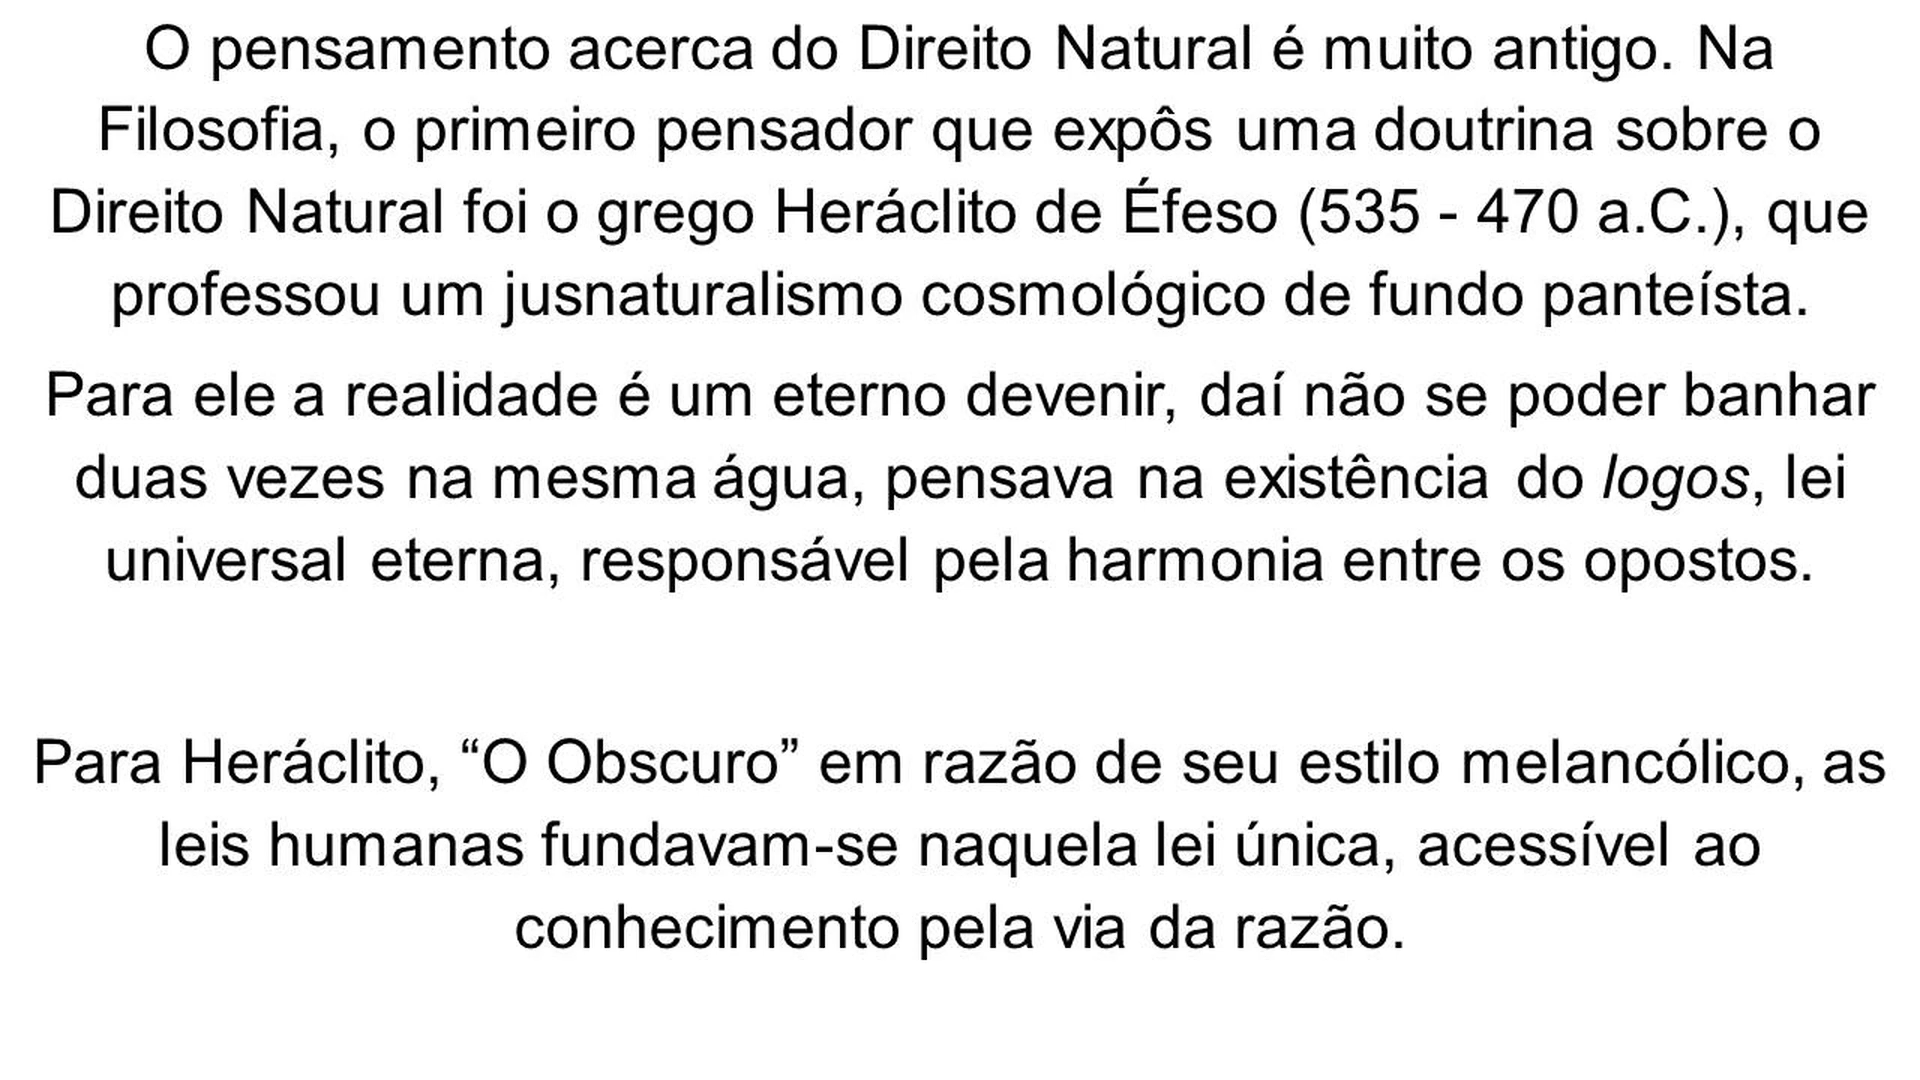 O pensamento acerca do Direito Natural é muito antigo. Na
Filosofia, o primeiro pensador que expôs uma doutrina sobre o
Direito Natural foi o grego Heráclito de Éfeso (535 - 470 a.C.), que
professou um jusnaturalismo cosmológico de fundo panteísta.
Para ele a realidade é um eterno devenir, daí não se poder banhar
duas vezes na mesma água, pensava na existência do logos, lei
universal eterna, responsável pela harmonia entre os opostos.
Para Heráclito, “O Obscuro” em razão de seu estilo melancólico, as
leis humanas fundavam-se naquela lei única, acessível ao
conhecimento pela via da razão.